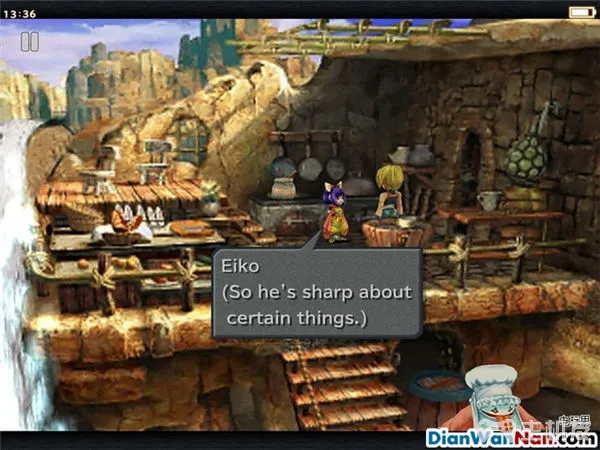 13:36
Eiko
(So he's sharp about
certain things.)
DianWanNan.com